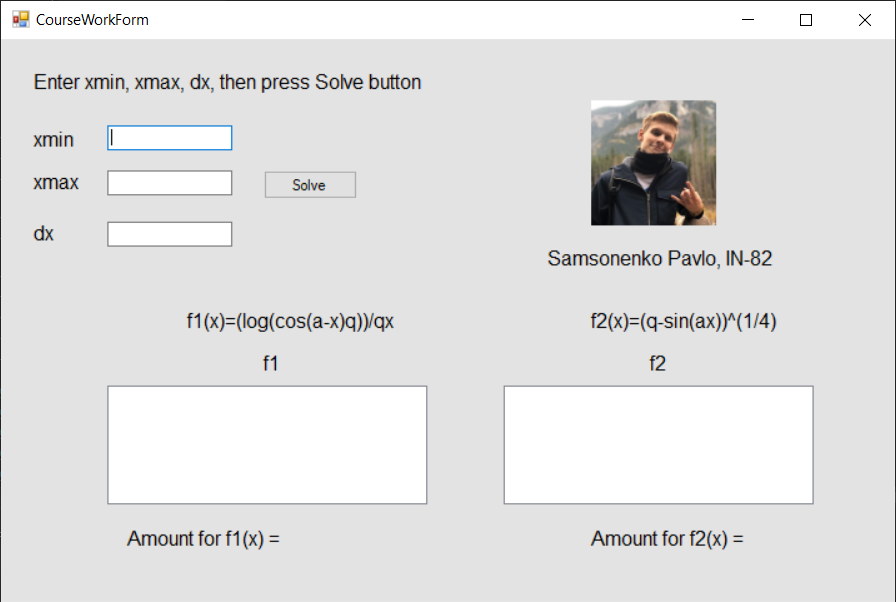 CourseWorkForm
Enter xmin, xmax, dx, then press Solve button
xmin
xmax
Solve
dx
Samsonenko Pavlo, IN-82
f1(x)=(log(cos(a-x)q))/qx
f2(x)=(q-sin(ax))^(1/4)
f1
f2
Amount for f1(x) =
Amount for f2(x) =